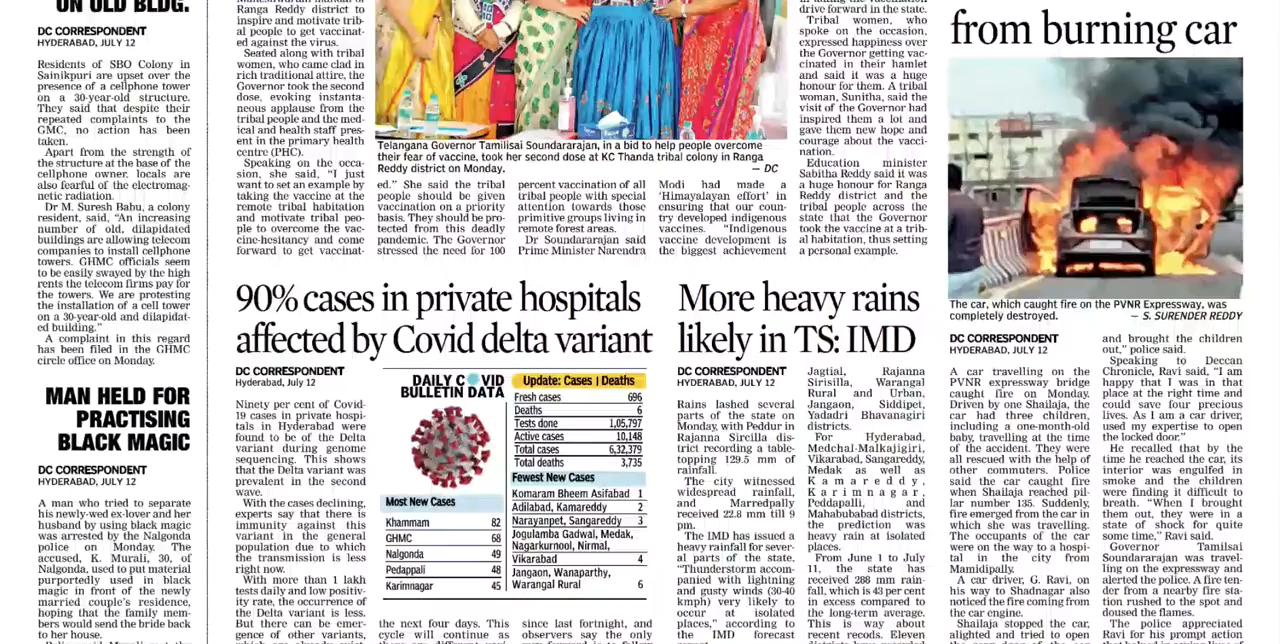 ON OLD BLDG.
DC CORRESPONDENT
HYDERABAD, JULY 12
Residents of SBO Colony in
Sainikpuri are upset over the
presence of a cellphone tower
on a 30-year-old structure.
They said that despite their
repeated complaints to the
GMC, no action has been
taken.
Apart from the strength of
the structure at the base of the
cellphone owner, locals are
also fearful of the electromag-
netic radiation.
Dr M. Suresh Babu, a colony
resident, said, “An increasing
number of old, dilapidated
buildings are allowing telecom
companies to install cellphone
towers. GHMC officials seem
to be easily swayed by the high
rents the telecom firms pay for
the towers. We are protesting
the installation of a cell tower
on a 30-year-old and dilapidat-
ed building.”
A complaint in this regard
has been filed in the GHMC
circle office on Monday.
MAN HELD FOR
PRACTISING
BLACK MAGIC
DC CORRESPONDENT
HYDERABAD, JULY 12
A man who tried to separate
his newly-wed ex-lover and her
husband by using black magic
was arrested by the Nalgonda
police on Monday. The
accused, K. Murali, 30, of
Nalgonda, used to put material
purportedly used in black
magic in front of the newly
married couple’s residence,
hoping that the family mem-
bers would send the bride back
to her house.
Ranga Reddy district to
inspire and motivate trib-
al people to get vaccinat-
ed against the virus.
Seated along with tribal
women, who came clad in
rich traditional attire, the
Governor took the second
dose, evoking instanta-
neous applause from the
tribal people and the med-
ical and health staff pres-
ent in the primary health
centre (PHC).
Speaking on the occa-
sion, she said, “I just
want to set an example by
taking the vaccine at the
remote tribal habitation
and motivate tribal peo-
ple to overcome the vac-
cine-hesitancy and come
forward to get vaccinat-
Telangana Governor Tamilisai Soundararajan, in a bid to help people overcome
their fear of vaccine, took her second dose at KC Thanda tribal colony in Ranga
Reddy district on Monday.
— DC
ed.” She said the tribal
people should be given
vaccination on a priority
basis. They should be pro-
tected from this deadly
pandemic. The Governor
stressed the need for 100
percent vaccination of all
tribal people with special
attention towards those
primitive groups living in
remote forest areas.
Dr Soundararajan said
Prime Minister Narendra
Modi had made a
‘Himayalayan effort’ in
ensuring that our coun-
try developed indigenous
vaccines. “Indigenous
vaccine development is
the biggest achievement
drive forward in the state.
Tribal women, who
spoke on the occasion,
expressed happiness over
the Governor getting vac-
cinated in their hamlet
and said it was a huge
honour for them. A tribal
woman, Sunitha, said the
visit of the Governor had
inspired them a lot and
gave them new hope and
courage about the vacci-
nation.
Education minister
Sabitha Reddy said it was
a huge honour for Ranga
Reddy district and the
tribal people across the
state that the Governor
took the vaccine at a trib-
al habitation, thus setting
a personal example.
90% cases in private hospitals
affected by Covid delta variant
DC CORRESPONDENT
Hyderabad, July 12
Ninety per cent of Covid-
19 cases in private hospi-
tals in Hyderabad were
found to be of the Delta
variant during genome
sequencing. This shows
that the Delta variant was
prevalent in the second
wave.
With the cases declining,
experts say that there is
immunity against this
variant in the general
population due to which
the transmission is less
right now.
With more than 1 lakh
tests daily and low positiv-
ity rate, the occurrence of
the Delta variant is less.
But there can be emer-
gence of other variants,
DAILY COVID
BULLETIN DATA
Most New Cases
Khammam 82
GHMC 68
Nalgonda 49
Pedappali 48
Karimnagar 45
Update: Cases | Deaths
Fresh cases 696
Deaths 6
Tests done 1,05,797
Active cases 10,148
Total cases 6,32,379
Total deaths 3,735
Fewest New Cases
Komaram Bheem Asifabad 1
Adilabad, Kamareddy 2
Narayanpet, Sangareddy 3
Jogulamba Gadwal, Medak,
Nagarkurnool, Nirmal,
Vikarabad 4
Jangaon, Wanaparthy,
Warangal Rural 6
the next four days. This
cycle will continue as
since last fortnight, and
observers say the only
More heavy rains
likely in TS: IMD
DC CORRESPONDENT
HYDERABAD, JULY 12
Rains lashed several
parts of the state on
Monday, with Peddur in
Rajanna Sircilla dis-
trict recording a table-
topping 129.5 mm of
rainfall.
The city witnessed
widespread rainfall,
and Marredpally
received 22.8 mm till 9
pm.
The IMD has issued a
heavy rainfall for sever-
al parts of the state.
“Thunderstorm accom-
panied with lightning
and gusty winds (30-40
kmph) very likely to
occur at isolated
places,” according to
the IMD forecast
Jagtial, Rajanna
Sirisilla, Warangal
Rural and Urban,
Jangaon, Siddipet,
Yadadri Bhavanagiri
districts.
For Hyderabad,
Medchal-Malkajigiri,
Vikarabad, Sangareddy,
Medak as well as
Kamareddy,
Karimnagar,
Peddapalli, and
Mahabubabad districts,
the prediction was
heavy rain at isolated
places.
From June 1 to July
11, the state has
received 288 mm rain-
fall, which is 43 per cent
in excess compared to
the long-term average.
This is way about
recent records. Eleven
from burning car
The car, which caught fire on the PVNR Expressway, was
completely destroyed.
— S. SURENDER REDDY
DC CORRESPONDENT
HYDERABAD, JULY 12
A car travelling on the
PVNR expressway bridge
caught fire on Monday.
Driven by one Shailaja, the
car had three children,
including a one-month-old
baby, travelling at the time
of the accident. They were
all rescued with the help of
other commuters. Police
said the car caught fire
when Shailaja reached pil-
lar number 135. Suddenly,
fire emerged from the car in
which she was travelling.
The occupants of the car
were on the way to a hospi-
tal in the city from
Mamidipally.
A car driver, G. Ravi, on
his way to Shadnagar also
noticed the fire coming from
the car engine.
Shailaja stopped the car,
alighted and tried to open
and brought the children
out,” police said.
Speaking to Deccan
Chronicle, Ravi said, “I am
happy that I was in that
place at the right time and
could save four precious
lives. As I am a car driver,
used my expertise to open
the locked door.”
He recalled that by the
time he reached the car, its
interior was engulfed in
smoke and the children
were finding it difficult to
breath. “When I brought
them out, they were in a
state of shock for quite
some time,” Ravi said.
Governor Tamilsai
Soundararajan was travel-
ling on the expressway and
alerted the police. A fire ten-
der from a nearby fire sta-
tion rushed to the spot and
doused the flames.
The police appreciated
Ravi for his prompt action